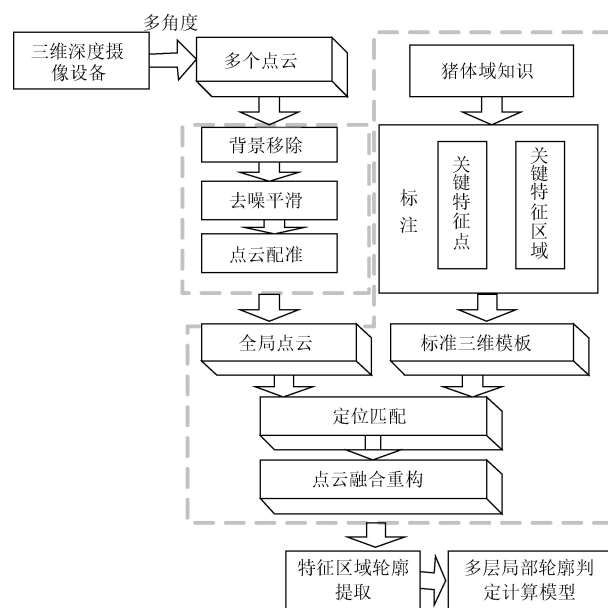 多角度
三维深度摄
像设备
多个点云
背景移除
去噪平滑
点云配准
猪体域知识
标注
关键特征点
关键特征区域
全局点云
标准三维模板
定位匹配
点云融合重构
特征区域轮廓
提取
多层局部轮廓判
定计算模型